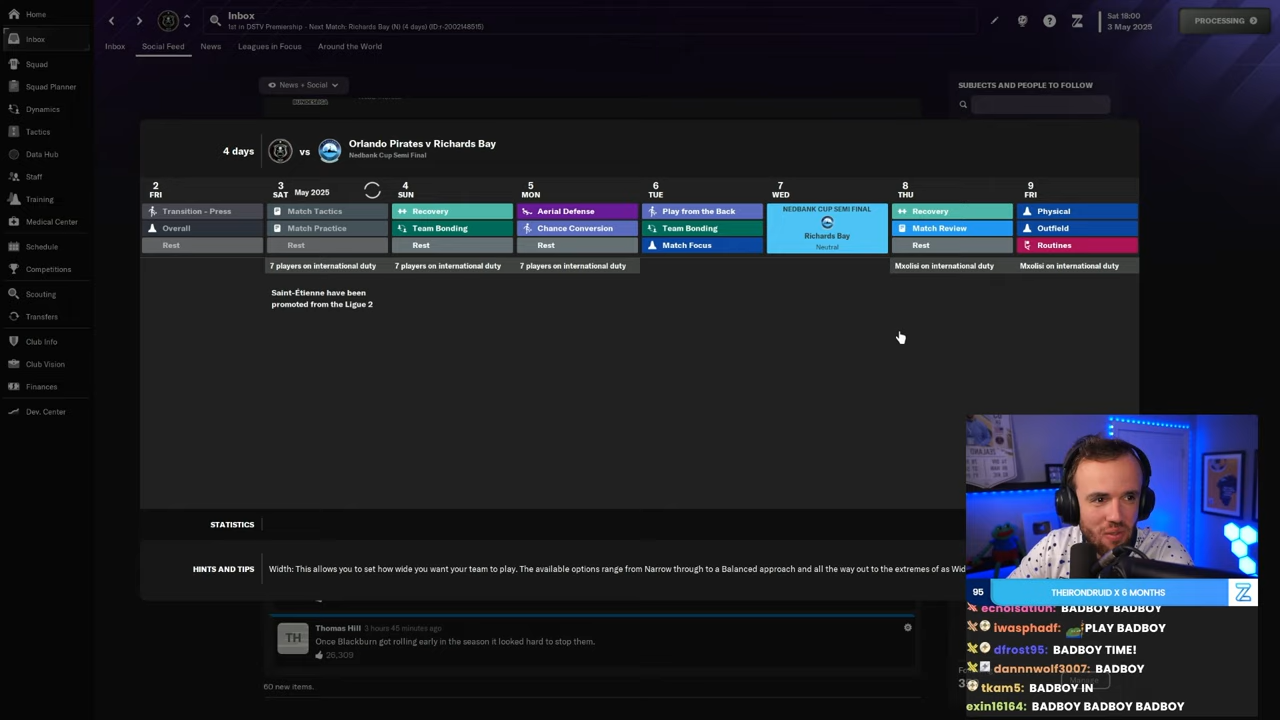 Home
Inbox
Squad
Squad Planner
Dynamics
Tactics
Data Hub
Staff
Training
Medical Center
Schedule
Competitions
Scouting
Transfers
Club Info
Club Vision
Finances
Dev. Center
Inbox
1st in DSTV Premiership - Next Match: Richards Bay (N) (4 days) (ID:r-2002148515)
Sat 18:00
3 May 2025
PROCESSING
Inbox
Social Feed
News
Leagues in Focus
Around the World
News + Social
SUBJECTS AND PEOPLE TO FOLLOW
4 days
vs
Orlando Pirates v Richards Bay
Nedbank Cup Semi Final
2
FRI
3
SAT
May 2025
4
SUN
5
MON
6
TUE
7
WED
8
THU
9
FRI
Transition - Press
Overall
Rest
Match Tactics
Match Practice
Rest
Recovery
Team Bonding
Rest
Aerial Defense
Chance Conversion
Rest
Play from the Back
Team Bonding
Match Focus
NEDBANK CUP SEMI FINAL
Richards Bay
Neutral
Recovery
Match Review
Rest
Physical
Outfield
Routines
7 players on international duty
7 players on international duty
7 players on international duty
Mxolisi on international duty
Mxolisi on international duty
Saint-Étienne have been
promoted from the Ligue 2
STATISTICS
HINTS AND TIPS
Width: This allows you to set how wide you want your team to play. The available options range from Narrow through to a Balanced approach and all the way out to the extremes of as Wid
TH
Thomas Hill 3 hours 45 minutes ago
Once Blackburn got rolling early in the season it looked hard to stop them.
26,309
60 new items.
95
THEIRONDRUID X 6 MONTHS
echoisation: BADBOY BADBOY
iwasphadf: PLAY BADBOY
dfrost95: BADBOY TIME!
dannnwolf3007: BADBOY
tkam5: BADBOY IN
exin16164: BADBOY BADBOY BADBOY